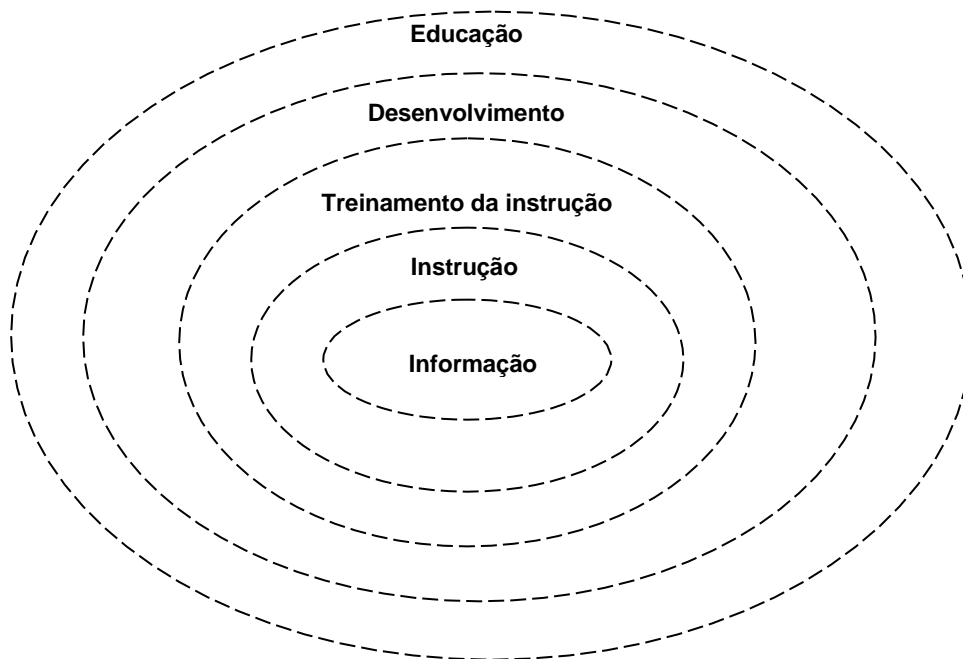 Educação
Desenvolvimento
Treinamento da instrução
Instrução
Informação